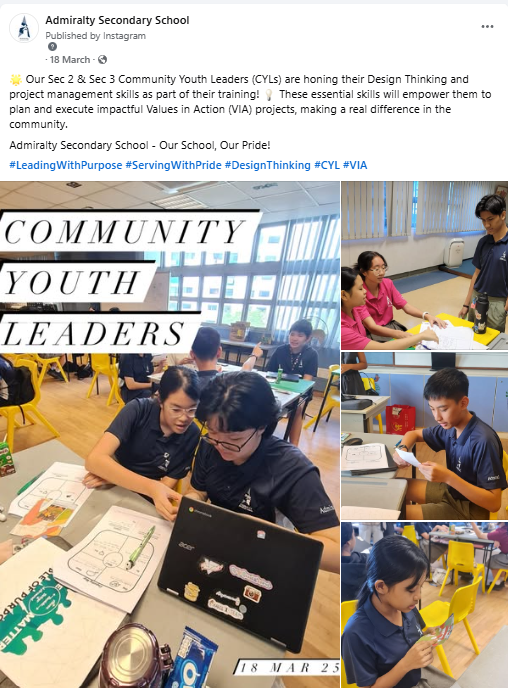 Admiralty Secondary School
Published by Instagram
· 18 March ·
🌟 Our Sec 2 & Sec 3 Community Youth Leaders (CYLs) are honing their Design Thinking and
project management skills as part of their training! 💡 These essential skills will empower them to
plan and execute impactful Values in Action (VIA) projects, making a real difference in the
community.
Admiralty Secondary School - Our School, Our Pride!
#LeadingWithPurpose #ServingWithPride #DesignThinking #CYL #VIA
COMMUNITY
YOUTH
LEADERS
acer
18 MAR 25